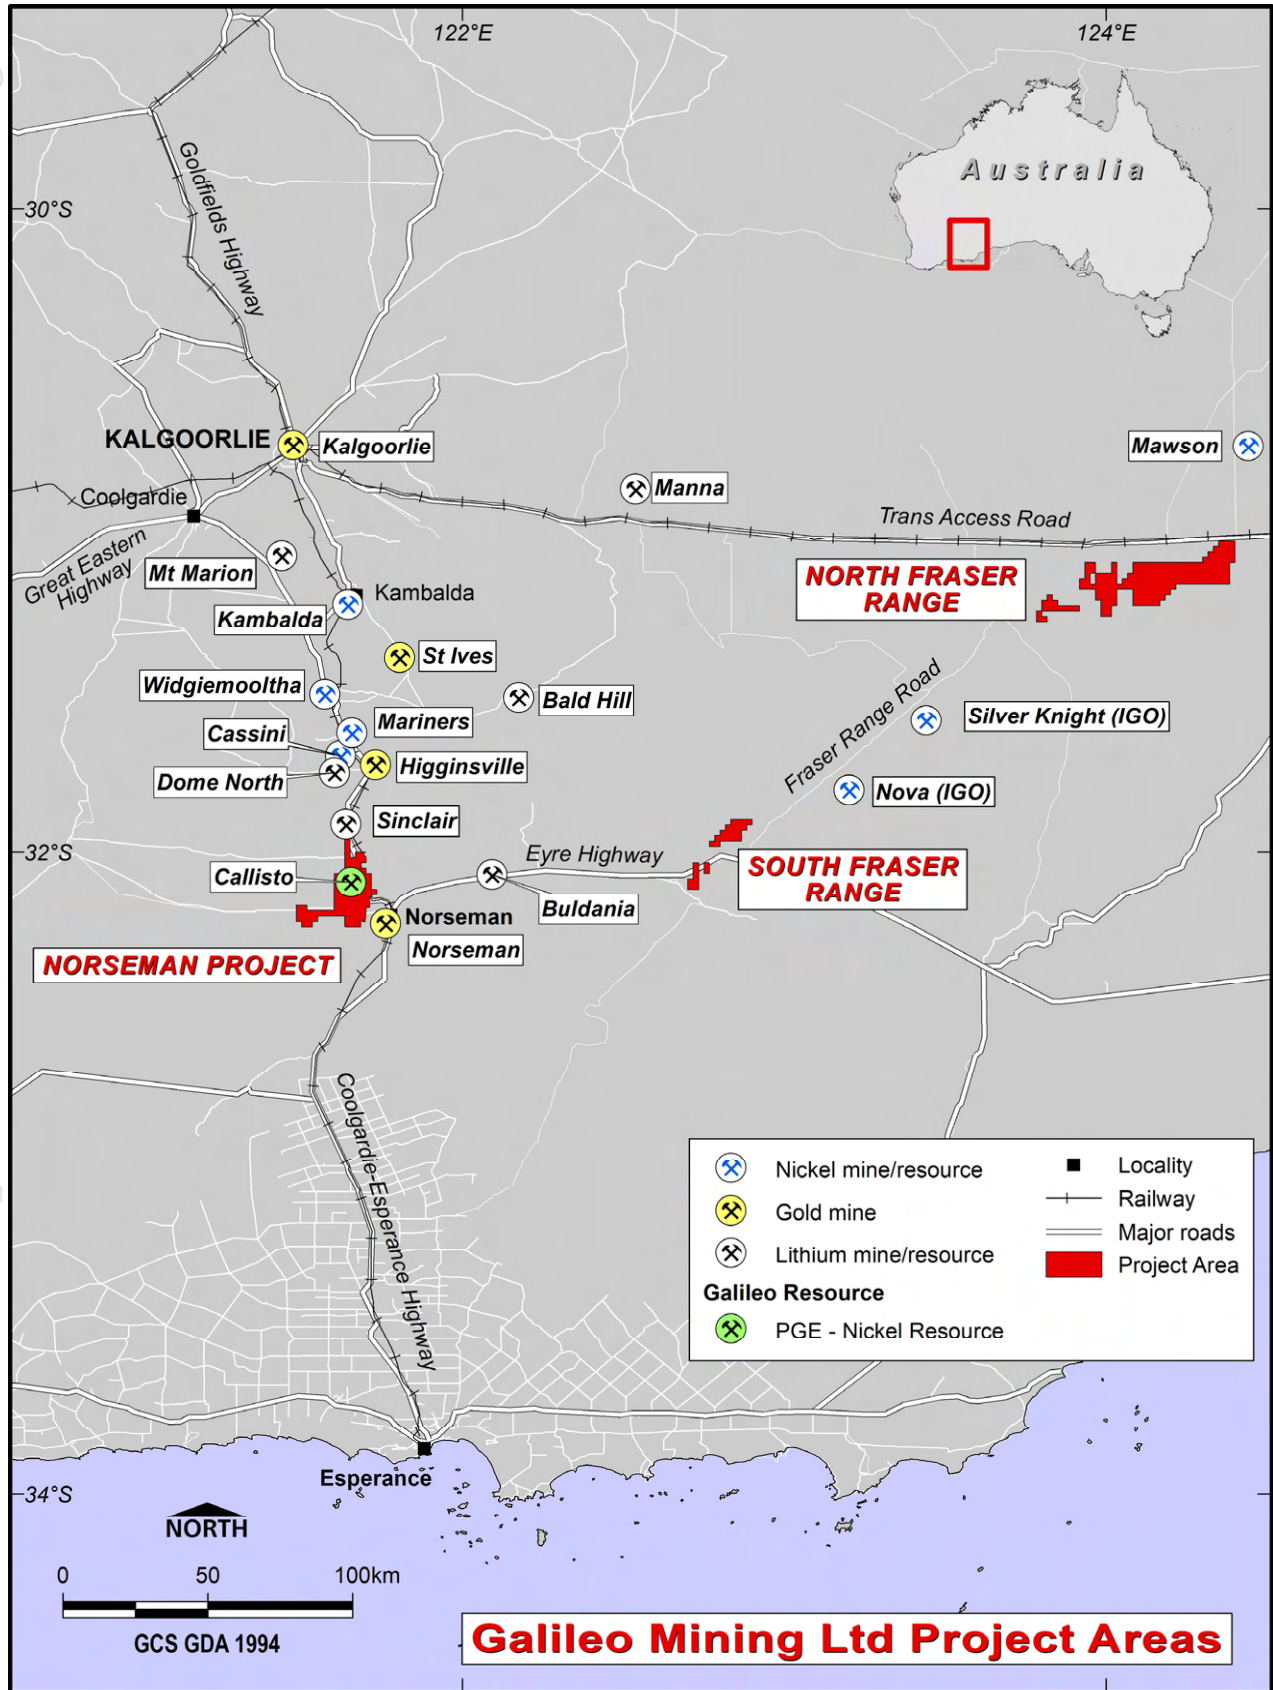 122°E
124°E
Australia
30°S
Goldfields Highway
KALGOORLIE
Kalgoorlie
Mawson
Coolgardie
Manna
Trans Access Road
Great Eastern
Highway
Mt Marion
NORTH FRASER
RANGE
Kambalda
Kambalda
St Ives
Widgiemooltha
Bald Hill
Fraser Range Road
Silver Knight (IGO)
Mariners
Cassini
Higginsville
Dome North
Nova (IGO)
Sinclair
32°S
Eyre Highway
SOUTH FRASER
RANGE
Callisto
Buldania
Norseman
Norseman
NORSEMAN PROJECT
Coolgardie-Esperance Highway
Nickel mine/resource
Gold mine
Lithium mine/resource
Galileo Resource
PGE - Nickel Resource
Locality
Railway
Major roads
Project Area
Esperance
34°S
NORTH
0 50 100km
GCS GDA 1994
Galileo Mining Ltd Project Areas